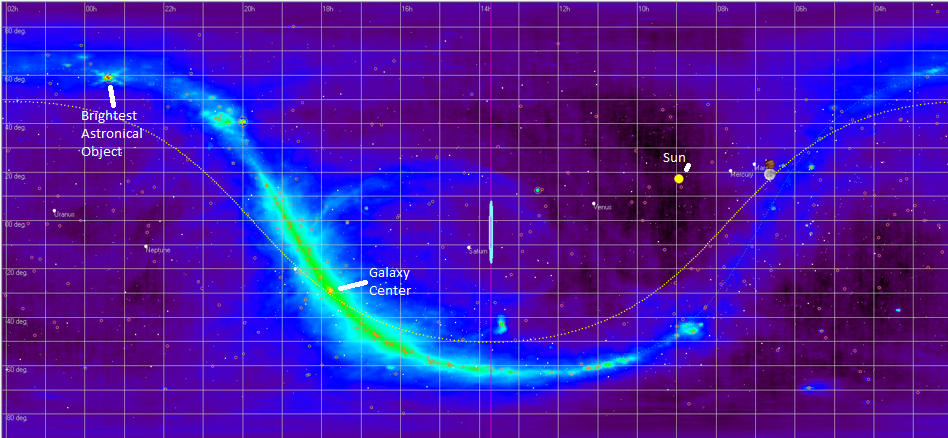 02h 22h 20h 18h 16h 14h 12h 10h 08h 06h 04h
80 deg.
60 deg.
Brightest
Astronical
Object
40 deg.
Sun
20 deg.
Mercury
Uranus
Venus
00 deg.
Neptune
Saturn
20 deg.
Galaxy
Center
40 deg.
60 deg.
80 deg.